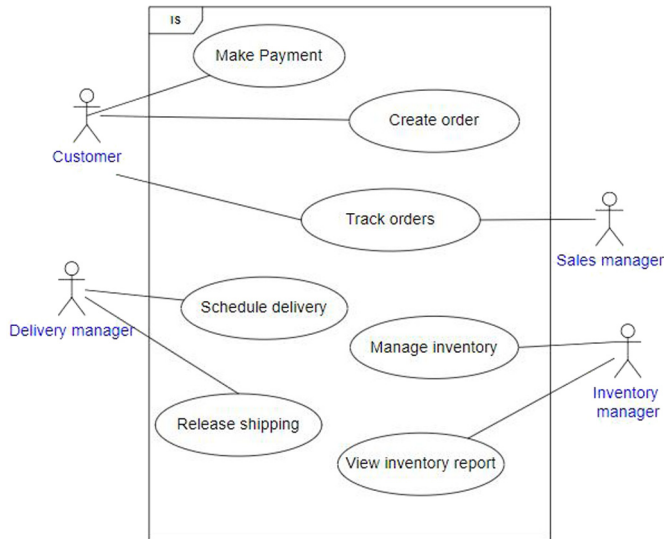 IS
Make Payment
Create order
Customer
Track orders
Sales manager
Schedule delivery
Delivery manager
Manage inventory
Inventory
manager
Release shipping
View inventory report